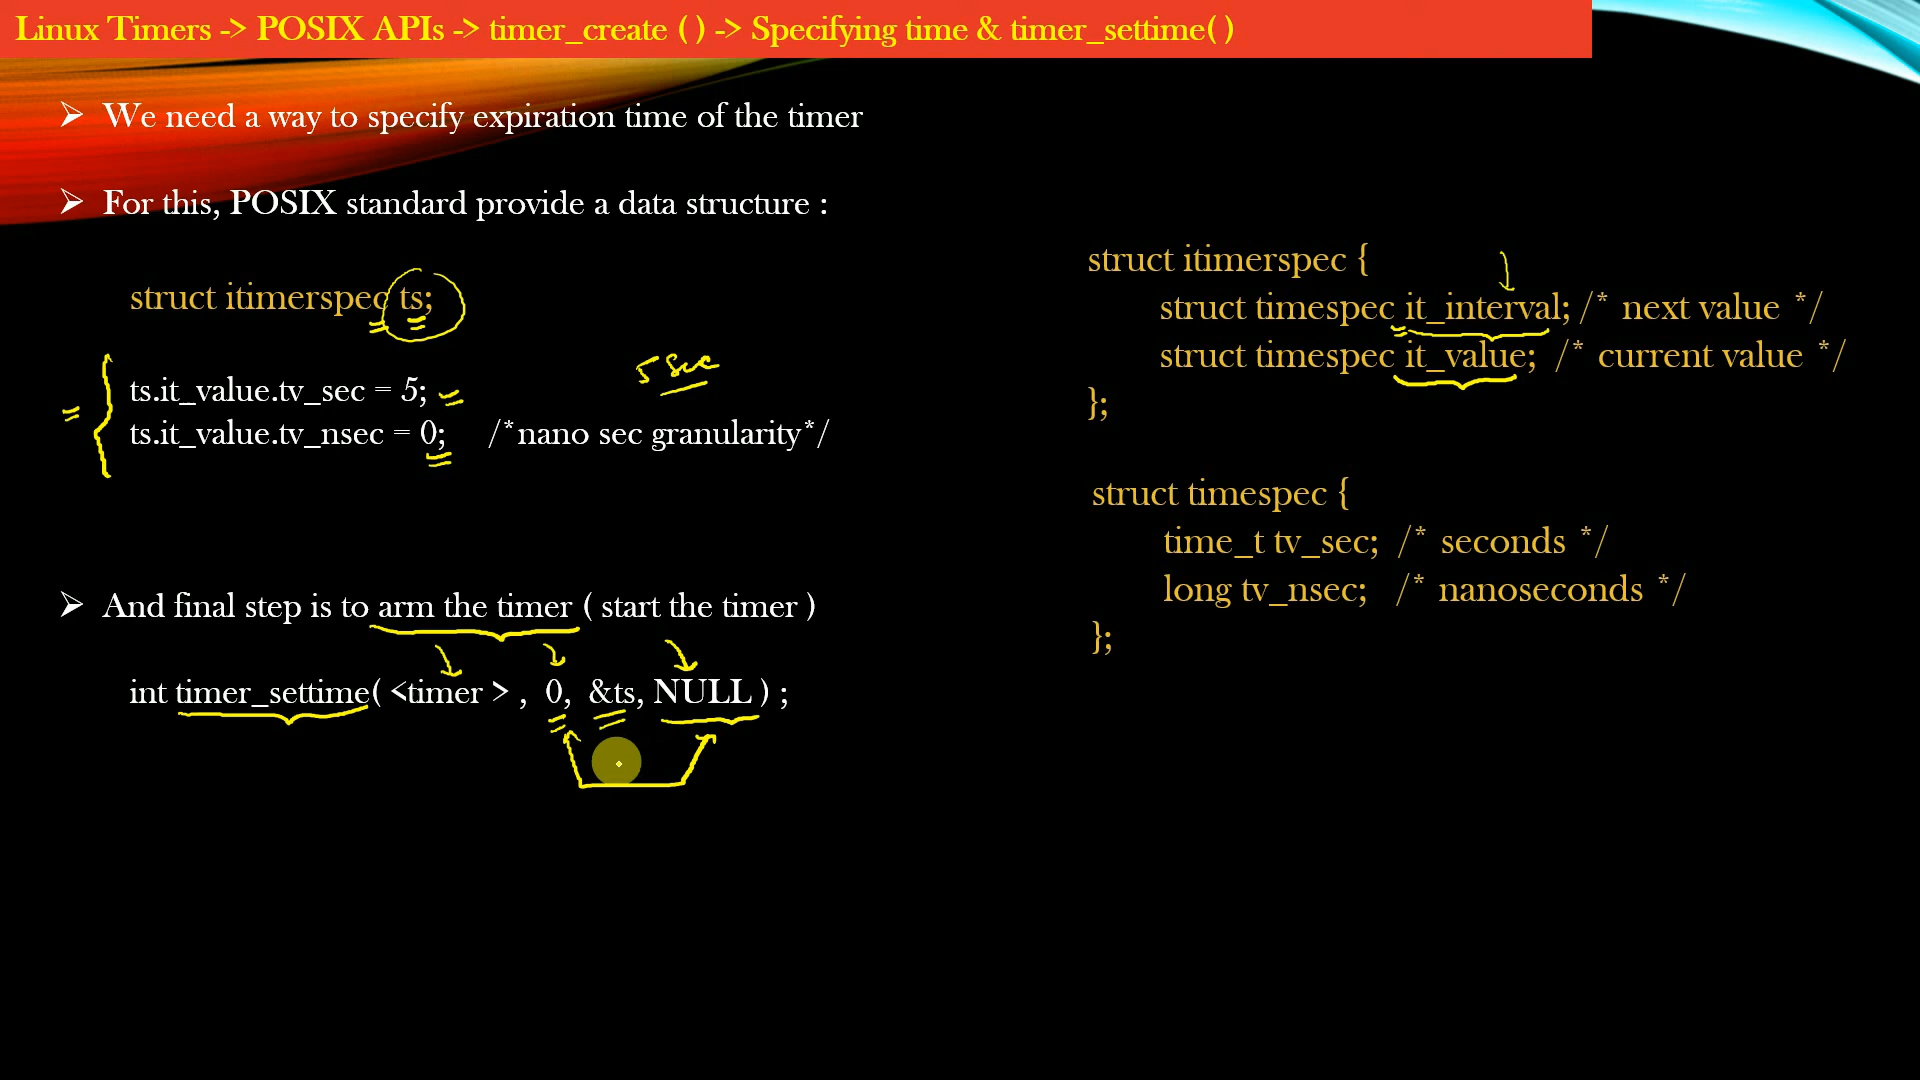 Linux Timers -> POSIX APIs -> timer_create ( ) -> Specifying time & timer_settime( )
We need a way to specify expiration time of the timer
For this, POSIX standard provide a data structure :
struct itimerspec ts;
5 sec
ts.it_value.tv_sec = 5;
ts.it_value.tv_nsec = 0; /*nano sec granularity*/
And final step is to arm the timer ( start the timer )
int timer_settime( <timer > , 0, &ts, NULL ) ;
struct itimerspec {
struct timespec it_interval; /* next value */
struct timespec it_value; /* current value */
};
struct timespec {
time_t tv_sec; /* seconds */
long tv_nsec; /* nanoseconds */
};